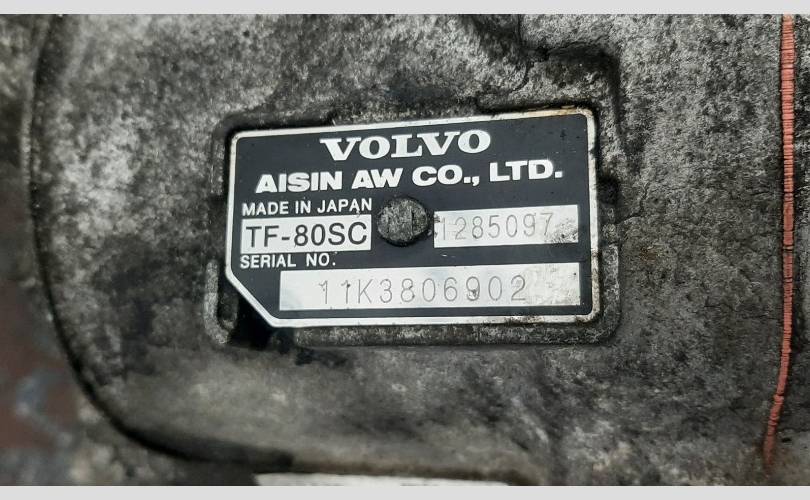 VOLVO
AISIN AW CO., LTD.
MADE IN JAPAN
TF-80SC 1285097
SERIAL NO.
11K3806902